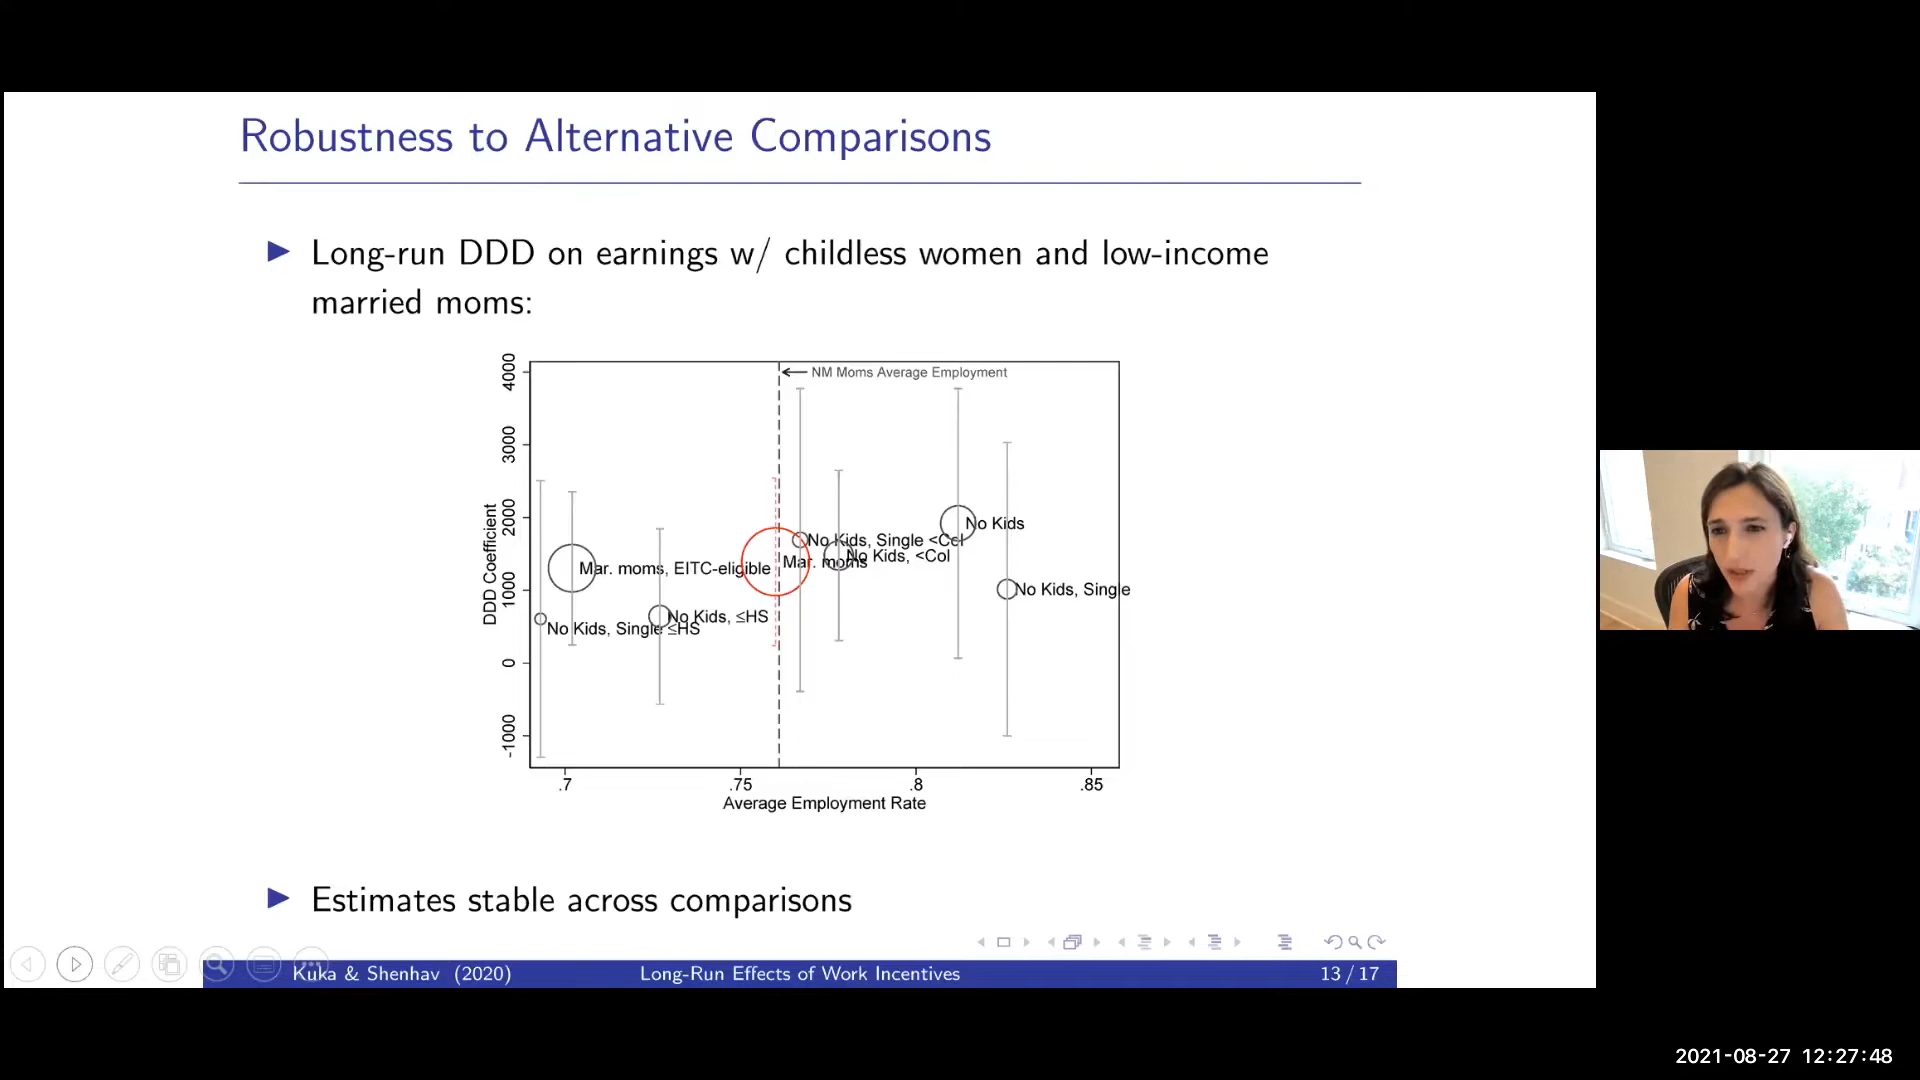 Robustness to Alternative Comparisons
Long-run DDD on earnings w/ childless women and low-income
married moms:
NM Moms Average Employment
DDD Coefficient
4000
3000
2000
1000
0
-1000
No Kids
No Kids, Single <Col
No Kids, <Col
Mar. moms
Mar. moms, EITC-eligible
No Kids, Single
No Kids, ≤HS
No Kids, Single ≤HS
.7
.75
.8
.85
Average Employment Rate
Estimates stable across comparisons
Kuka & Shenhav (2020)
Long-Run Effects of Work Incentives
13 / 17
2021-08-27 12:27:48